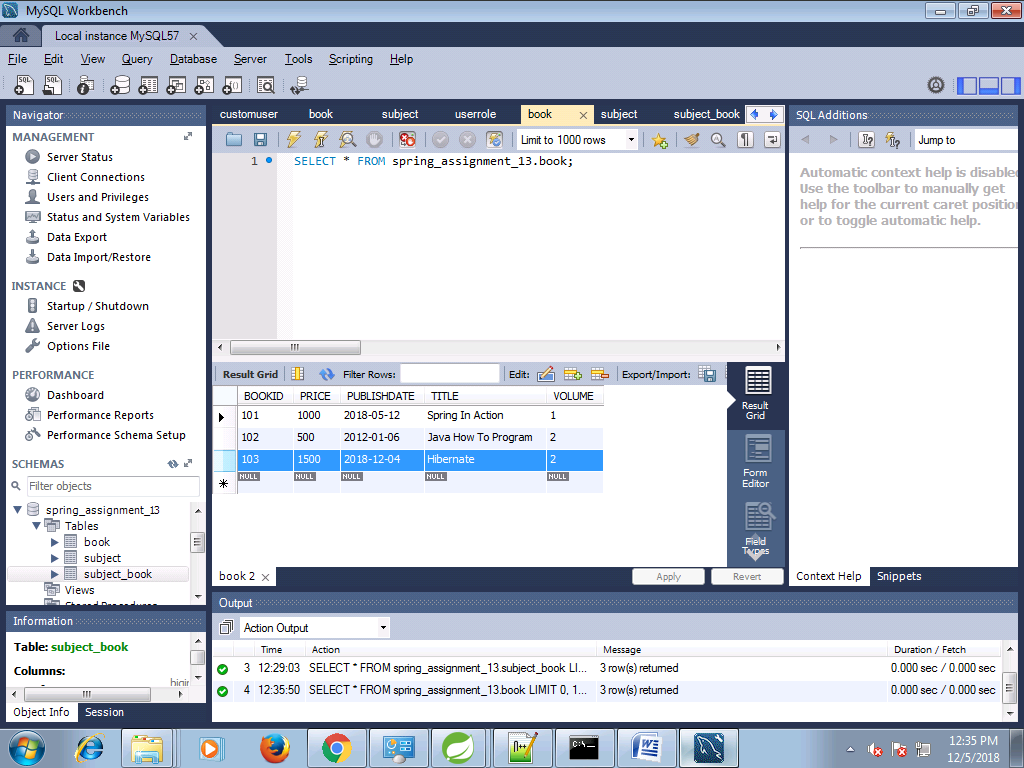 MySQL Workbench
Local instance MySQL57
File Edit View Query Database Server Tools Scripting Help
Navigator
MANAGEMENT
Server Status
Client Connections
Users and Privileges
Status and System Variables
Data Export
Data Import/Restore
INSTANCE
Startup / Shutdown
Server Logs
Options File
PERFORMANCE
Dashboard
Performance Reports
Performance Schema Setup
SCHEMAS
Filter objects
spring_assignment_13
Tables
book
subject
subject_book
Views
Stored Procedures
Information
Table: subject_book
Columns:
Object Info Session
customuser book subject userrole book subject subject_book
Limit to 1000 rows
1 SELECT * FROM spring_assignment_13.book;
Result Grid Filter Rows: Edit: Export/Import:
BOOKID PRICE PUBLISHDATE TITLE VOLUME
101 1000 2018-05-12 Spring In Action 1
102 500 2012-01-06 Java How To Program 2
103 1500 2018-12-04 Hibernate 2
NULL NULL NULL NULL NULL
Result
Grid
Form
Editor
Field
Types
book 2
Apply Revert
SQL Additions
Jump to
Automatic context help is disabled
Use the toolbar to manually get
help for the current caret position
or to toggle automatic help.
Context Help Snippets
Output
Action Output
Time Action Message Duration / Fetch
3 12:29:03 SELECT * FROM spring_assignment_13.subject_book LI... 3 row(s) returned 0.000 sec / 0.000 sec
4 12:35:50 SELECT * FROM spring_assignment_13.book LIMIT 0, 1... 3 row(s) returned 0.000 sec / 0.000 sec
12:35 PM
12/5/2018